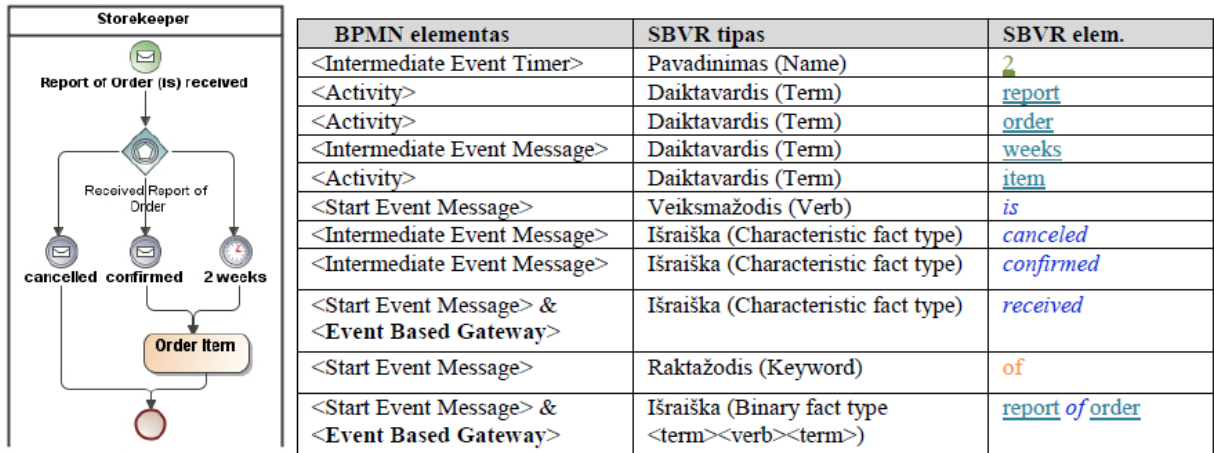 Storekeeper
Report of Order (is) received
Received Report of
Order
cancelled confirmed 2 weeks
Order Item
BPMN elementas SBVR tipas SBVR elem.
<Intermediate Event Timer> Pavadinimas (Name) 2
<Activity> Daiktavardis (Term) report
<Activity> Daiktavardis (Term) order
<Intermediate Event Message> Daiktavardis (Term) weeks
<Activity> Daiktavardis (Term) item
<Start Event Message> Veiksmažodis (Verb) is
<Intermediate Event Message> Išraiška (Characteristic fact type) canceled
<Intermediate Event Message> Išraiška (Characteristic fact type) confirmed
<Start Event Message> & Išraiška (Characteristic fact type) received
<Event Based Gateway>
<Start Event Message> Raktažodis (Keyword) of
<Start Event Message> & Išraiška (Binary fact type report of order
<Event Based Gateway> <term><verb><term>)